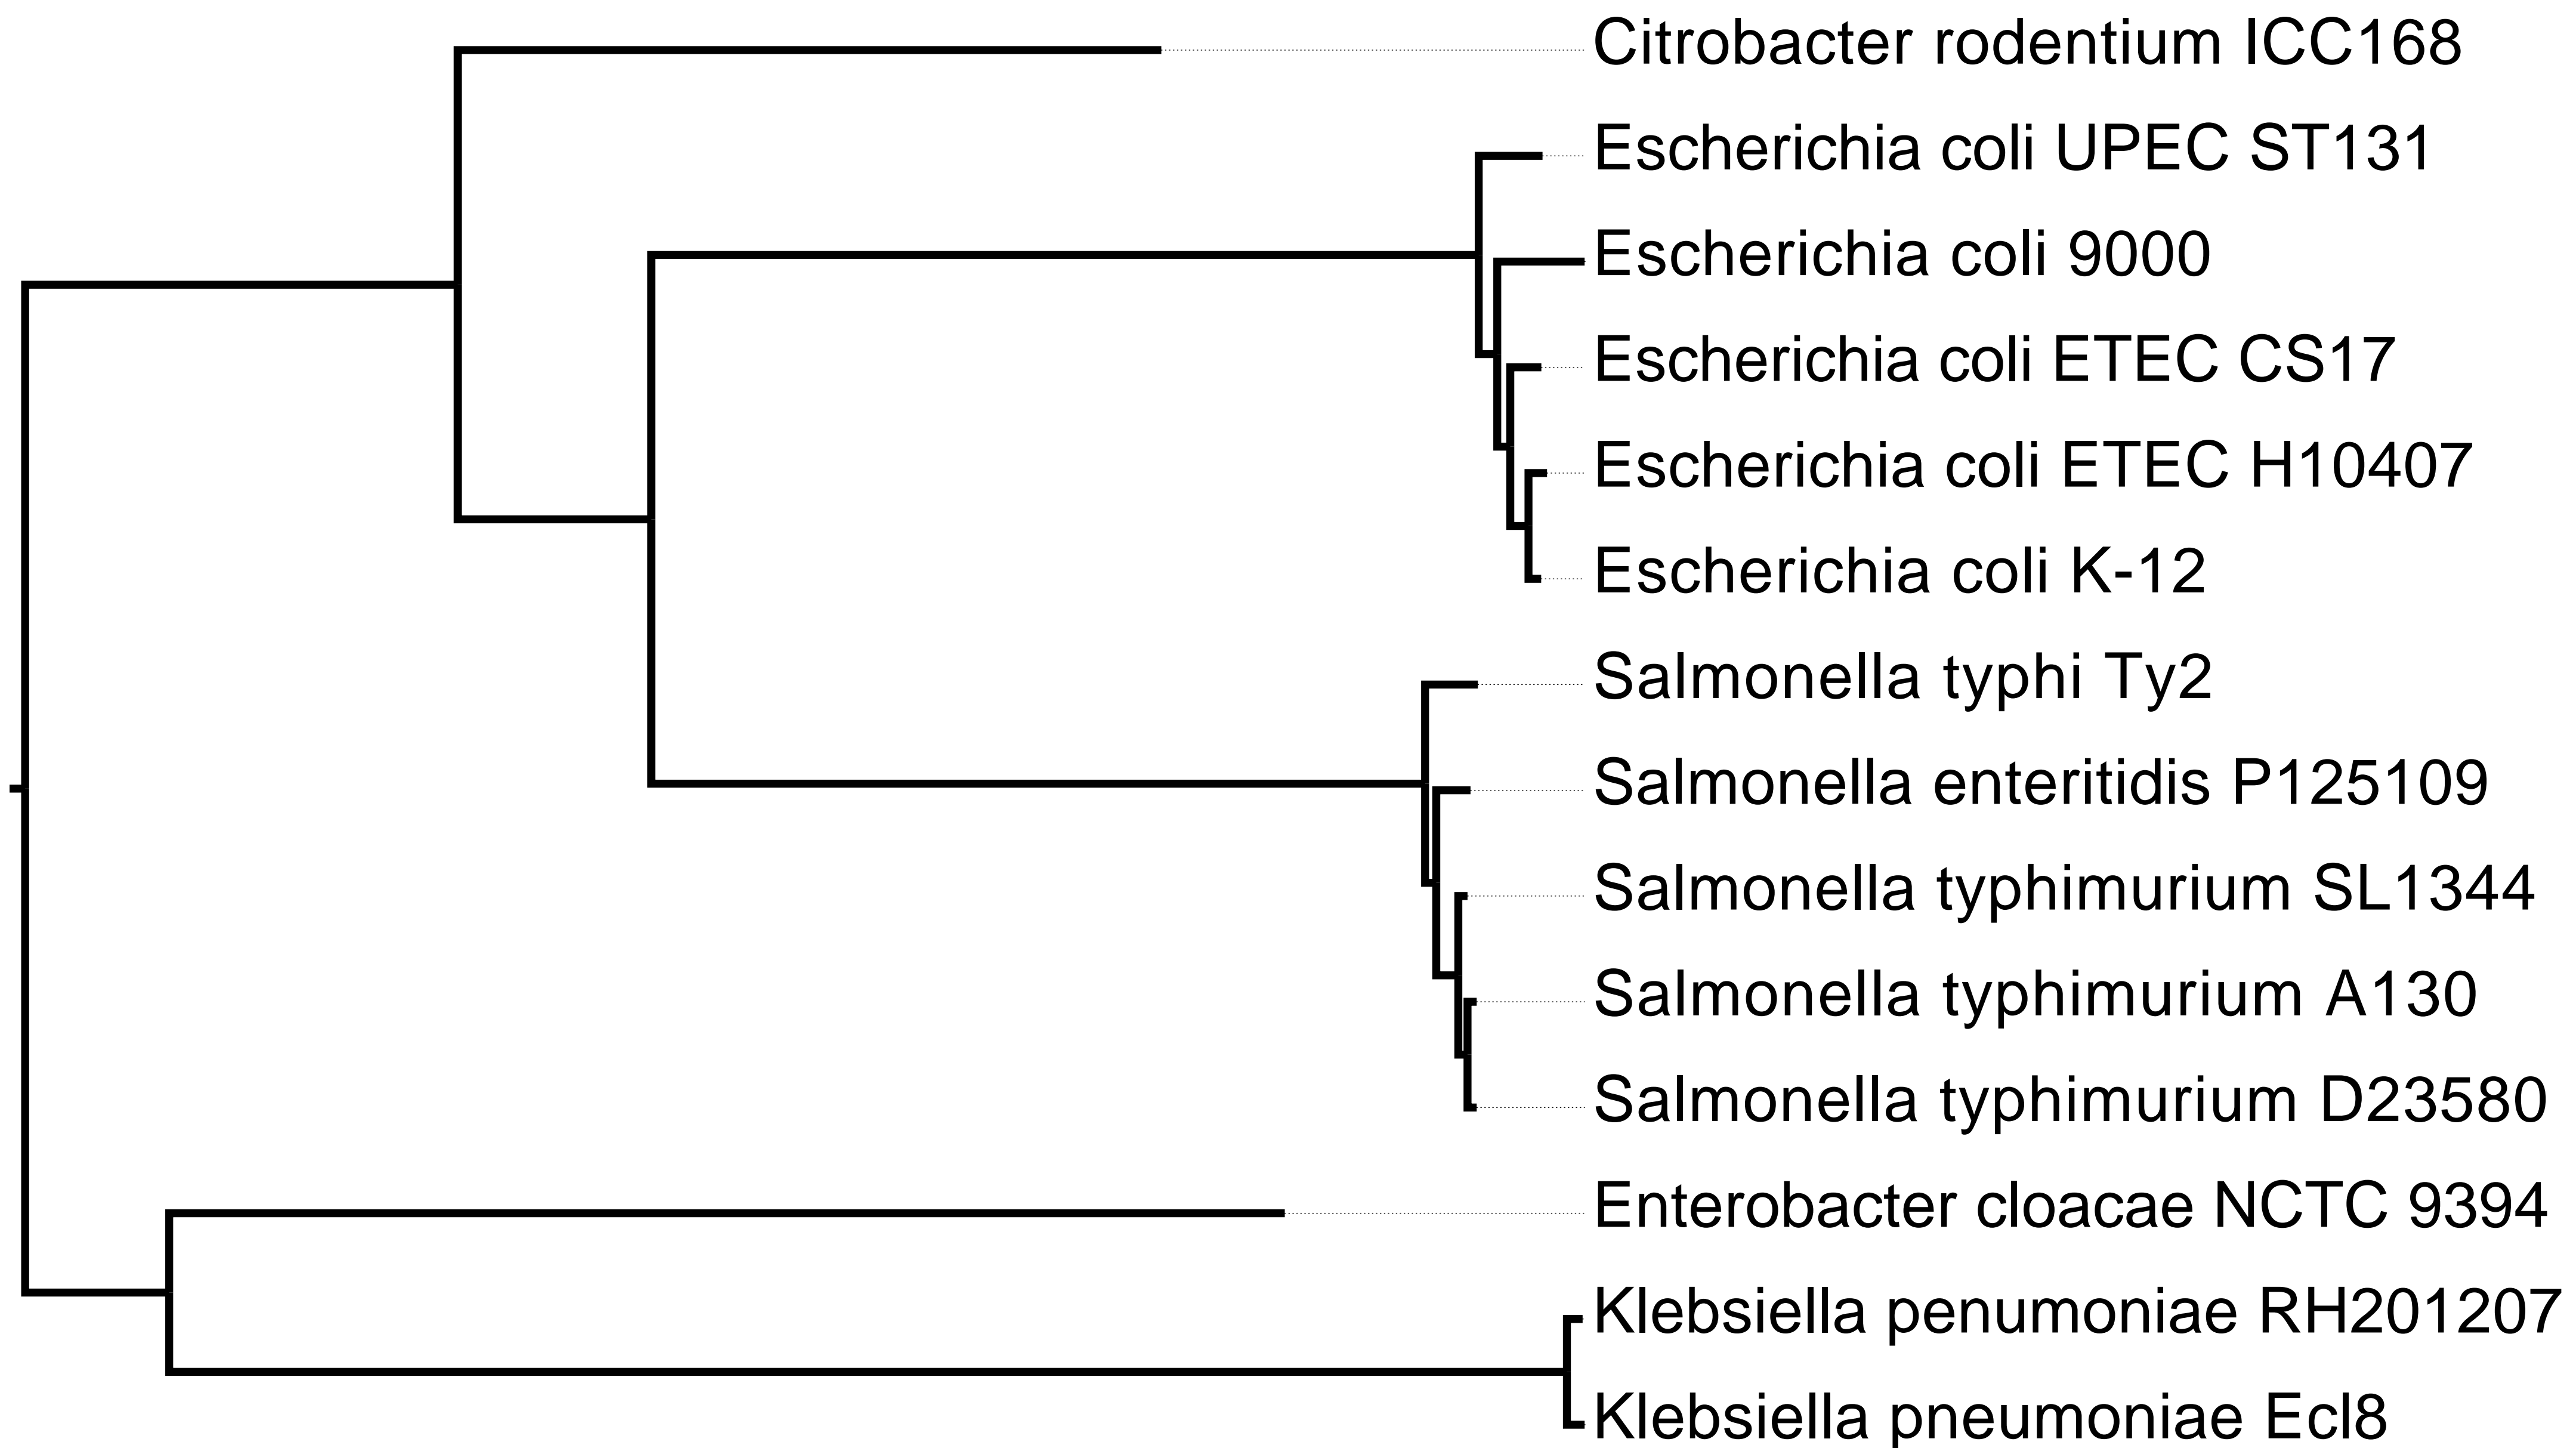 Citrobacter rodentium ICC168
Escherichia coli UPEC ST131
Escherichia coli 9000
Escherichia coli ETEC CS17
Escherichia coli ETEC H10407
Escherichia coli K-12
Salmonella typhi Ty2
Salmonella enteritidis P125109
Salmonella typhimurium SL1344
Salmonella typhimurium A130
Salmonella typhimurium D23580
Enterobacter cloacae NCTC 9394
Klebsiella penumoniae RH201207
Klebsiella pneumoniae Ecl8